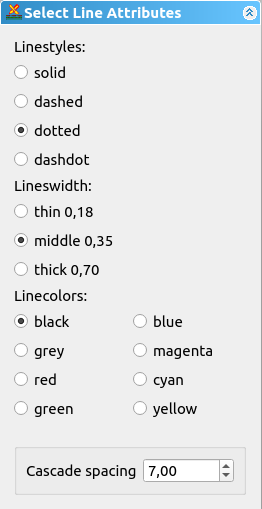 Select Line Attributes
Linestyles:
solid
dashed
dotted
dashdot
Lineswidth:
thin 0,18
middle 0,35
thick 0,70
Linecolors:
black blue
grey magenta
red cyan
green yellow
Cascade spacing 7,00